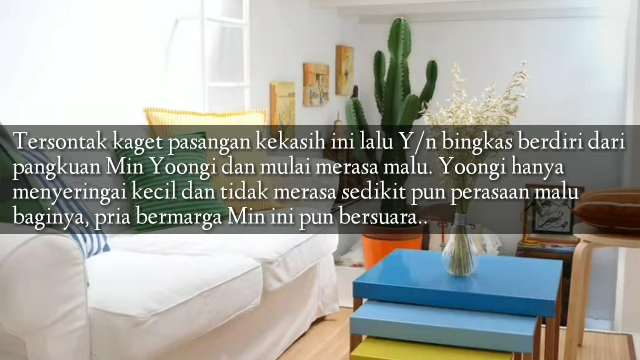 Tersontak kaget pasangan kekasih ini lalu Y/n bingkas berdiri dari
pangkuan Min Yoongi dan mulai merasa malu. Yoongi hanya
menyeringai kecil dan tidak merasa sedikit pun perasaan malu
baginya, pria bermarga Min ini pun bersuara..